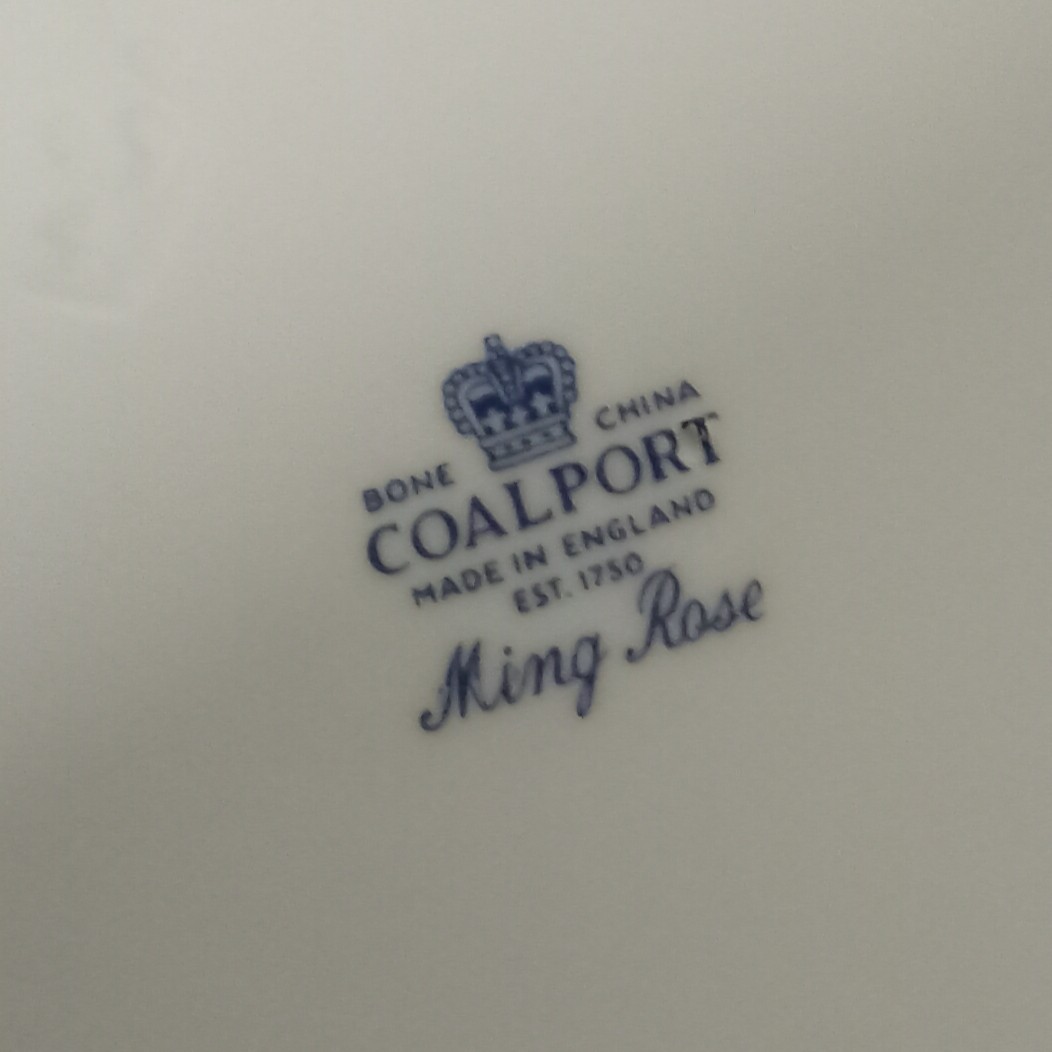 BONE CHINA
COALPORT
MADE IN ENGLAND
EST. 1750
Ming Rose